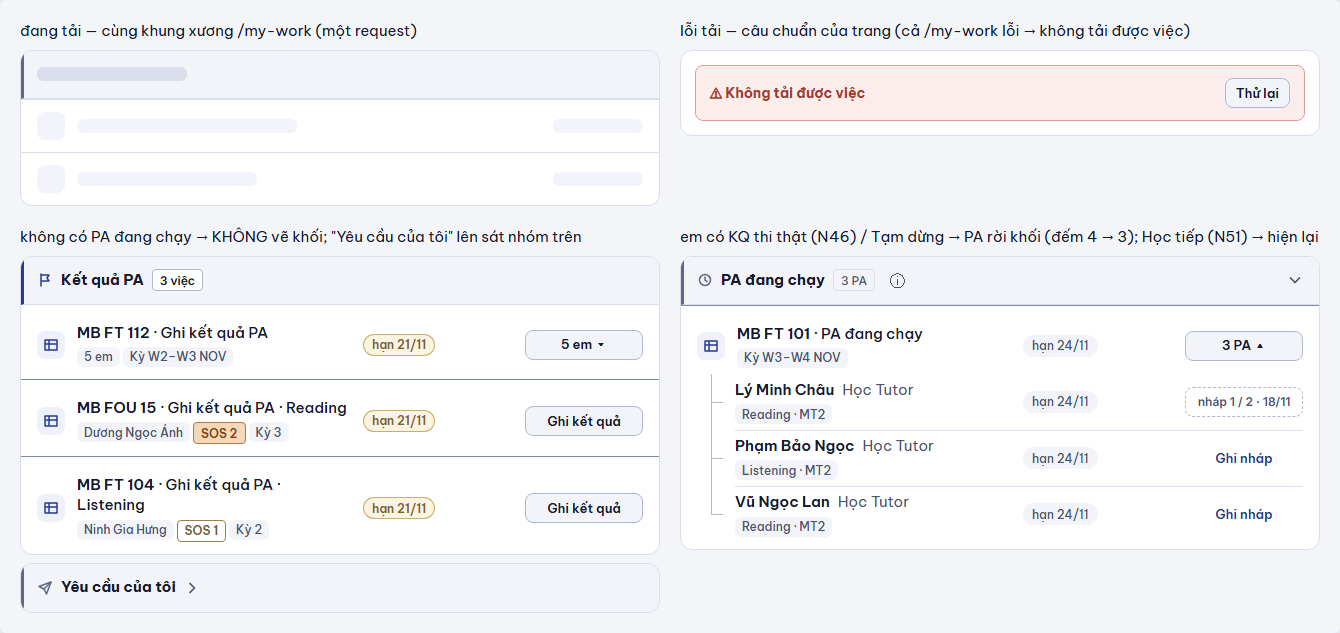 đang tải — cùng khung xương /my-work (một request)
lỗi tải — câu chuẩn của trang (cả /my-work lỗi → không tải được việc)
⚠ Không tải được việc
Thử lại
không có PA đang chạy → KHÔNG vẽ khối; "Yêu cầu của tôi" lên sát nhóm trên
Kết quả PA 3 việc
MB FT 112 · Ghi kết quả PA
5 em Kỳ W2–W3 NOV
hạn 21/11
5 em ▾
MB FOU 15 · Ghi kết quả PA · Reading
Dương Ngọc Ánh SOS 2 Kỳ 3
hạn 21/11
Ghi kết quả
MB FT 104 · Ghi kết quả PA ·
Listening
Ninh Gia Hưng SOS 1 Kỳ 2
hạn 21/11
Ghi kết quả
Yêu cầu của tôi
em có KQ thi thật (N46) / Tạm dừng → PA rời khối (đếm 4 → 3); Học tiếp (N51) → hiện lại
PA đang chạy 3 PA
MB FT 101 · PA đang chạy
Kỳ W3–W4 NOV
hạn 24/11
3 PA ▴
Lý Minh Châu Học Tutor
Reading · MT2
hạn 24/11
nháp 1 / 2 · 18/11
Phạm Bảo Ngọc Học Tutor
Listening · MT2
hạn 24/11
Ghi nháp
Vũ Ngọc Lan Học Tutor
Reading · MT2
hạn 24/11
Ghi nháp